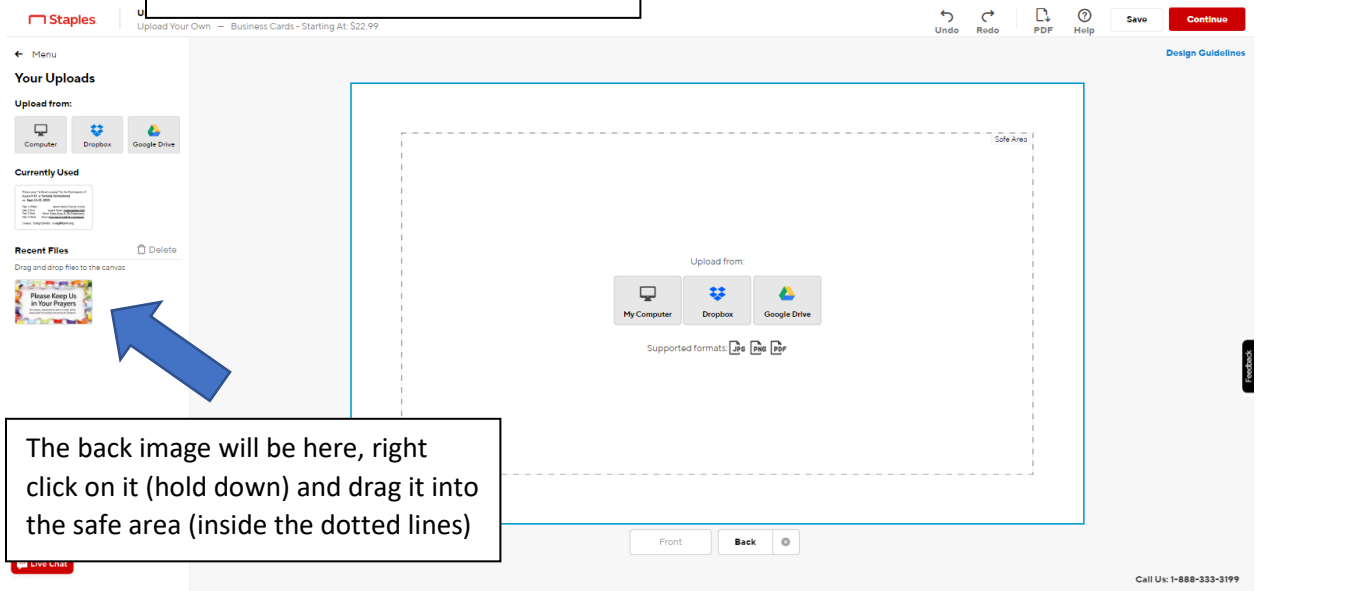 Staples
Upload Your Own — Business Cards - Starting At: $22.99
Undo
Redo
PDF
Help
Save
Continue
← Menu
Design Guidelines
Your Uploads
Upload from:
Computer
Dropbox
Google Drive
Currently Used
Recent Files
Delete
Drag and drop files to the canvas
Please Keep Us
in Your Prayers
Safe Area
Upload from:
My Computer
Dropbox
Google Drive
Supported formats: JPG PNG PDF
Feedback
The back image will be here, right
click on it (hold down) and drag it into
the safe area (inside the dotted lines)
Front
Back
Live Chat
Call Us: 1-888-333-3199